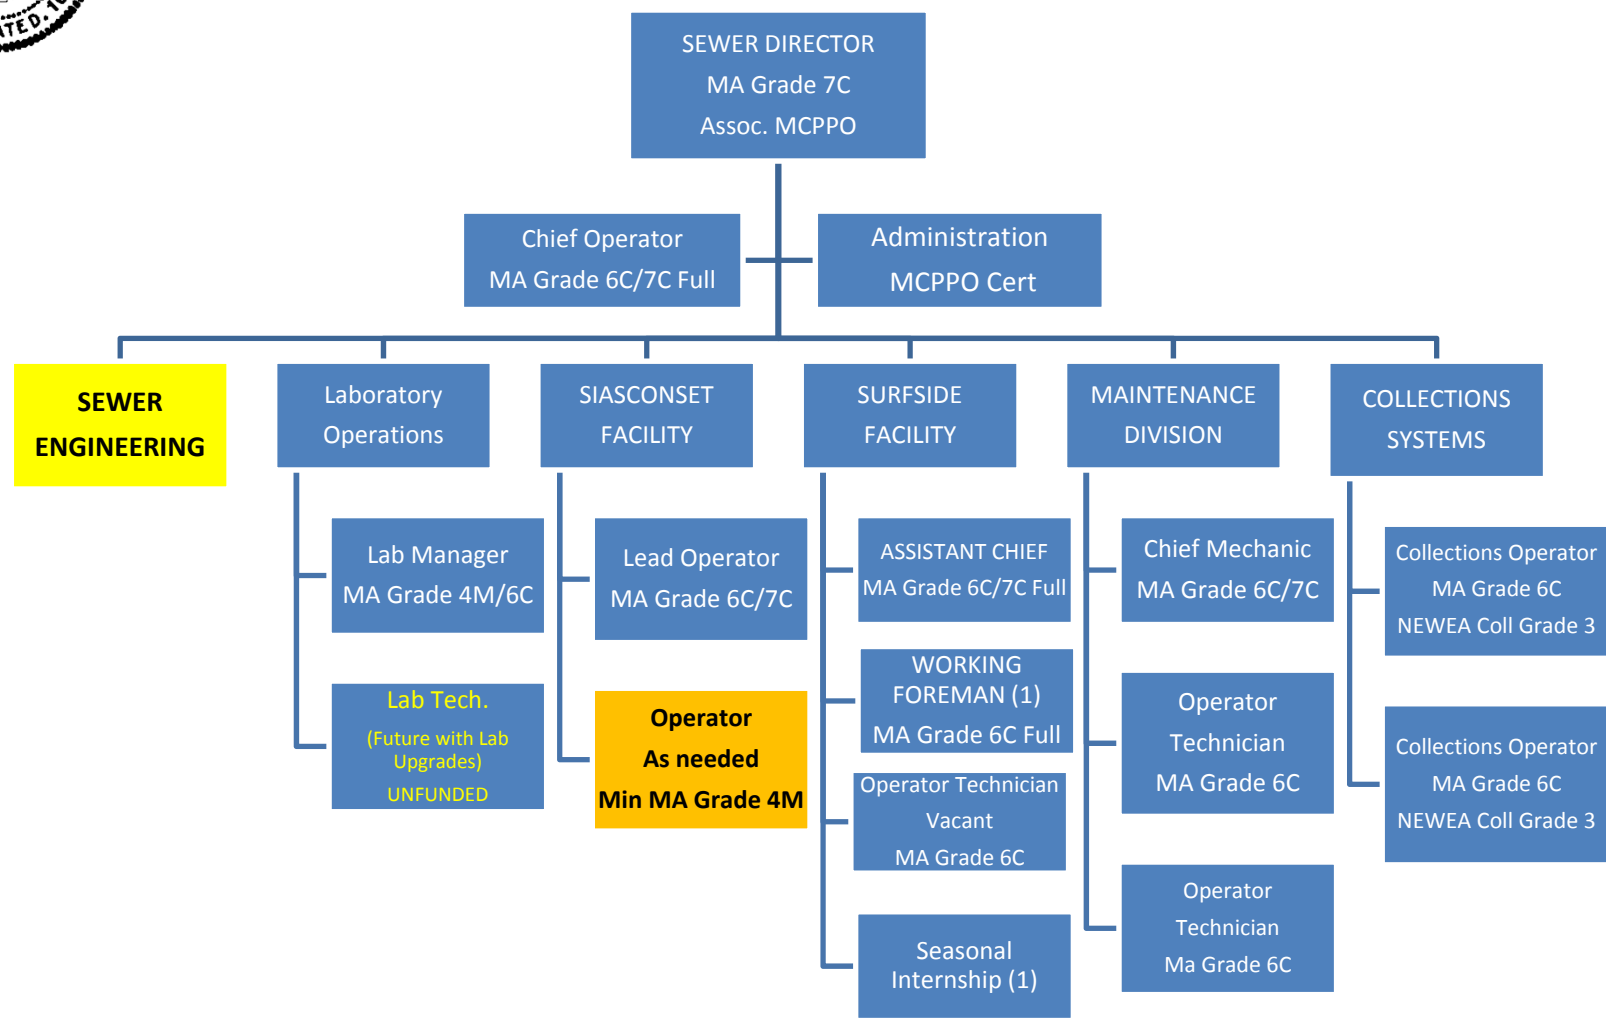 SEWER DIRECTOR
MA Grade 7C
Assoc. MCPPO
Chief Operator
MA Grade 6C/7C Full
Administration
MCPPO Cert
SEWER
ENGINEERING
Laboratory
Operations
SIASCONSET
FACILITY
SURFSIDE
FACILITY
MAINTENANCE
DIVISION
COLLECTIONS
SYSTEMS
Lab Manager
MA Grade 4M/6C
Lab Tech.
(Future with Lab
Upgrades)
UNFUNDED
Lead Operator
MA Grade 6C/7C
Operator
As needed
Min MA Grade 4M
ASSISTANT CHIEF
MA Grade 6C/7C Full
WORKING
FOREMAN (1)
MA Grade 6C Full
Operator Technician
Vacant
MA Grade 6C
Seasonal
Internship (1)
Chief Mechanic
MA Grade 6C/7C
Operator
Technician
MA Grade 6C
Operator
Technician
Ma Grade 6C
Collections Operator
MA Grade 6C
NEWEA Coll Grade 3
Collections Operator
MA Grade 6C
NEWEA Coll Grade 3